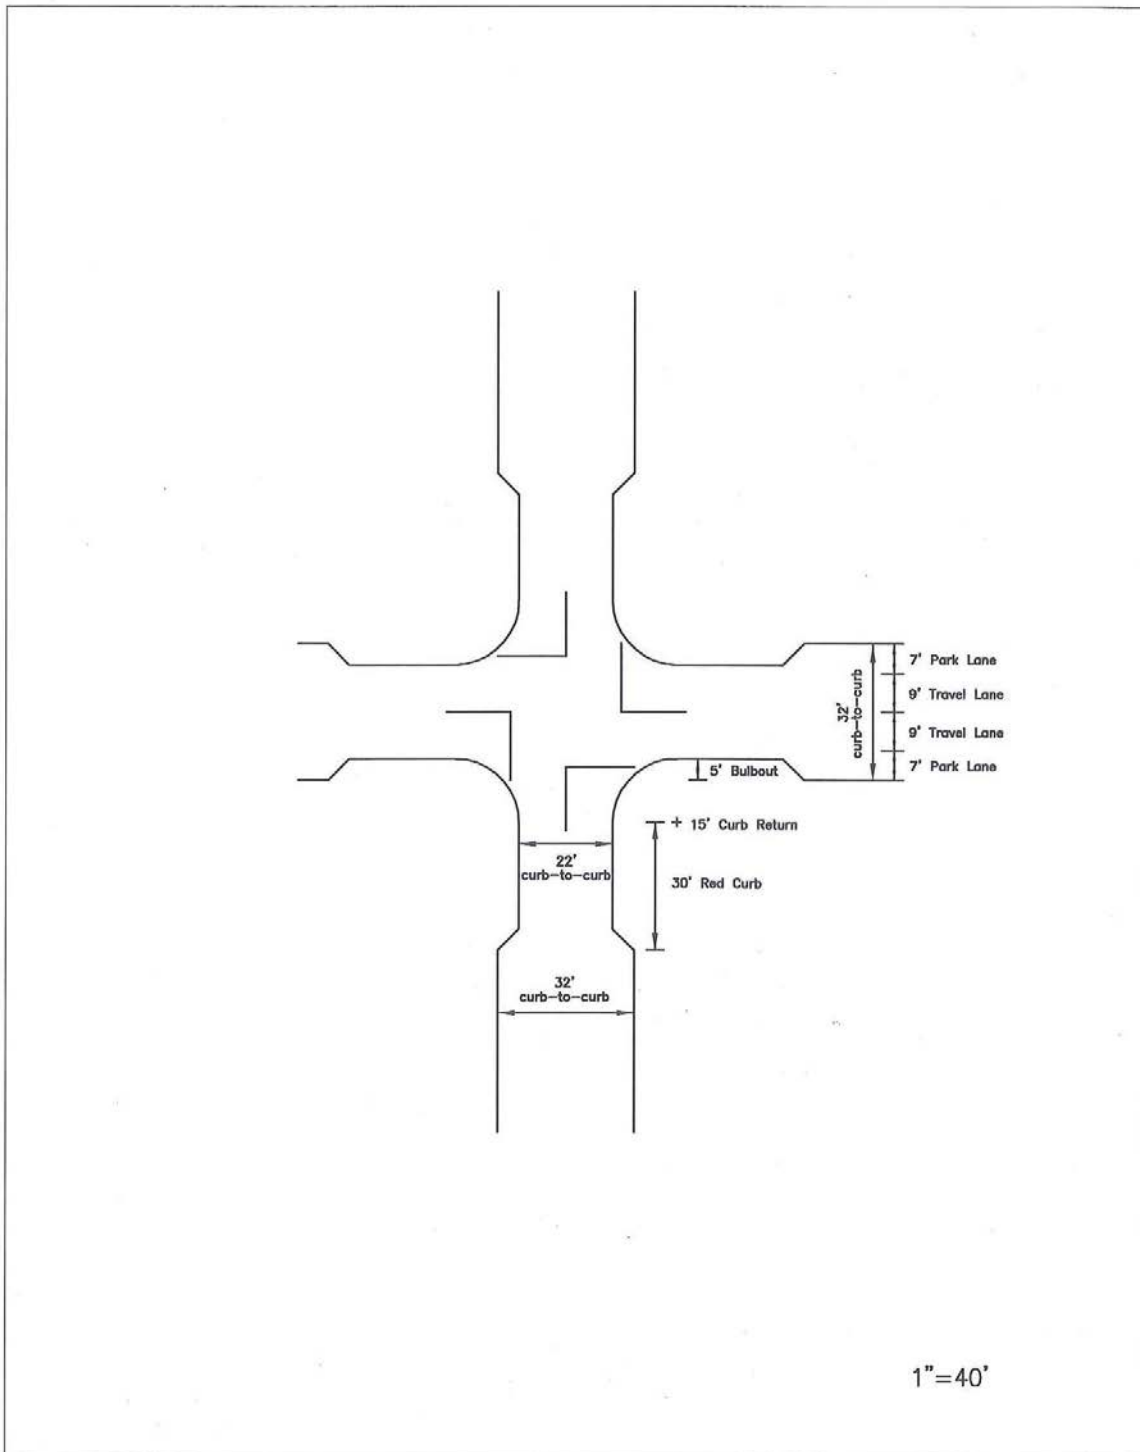 7' Park Lane
9' Travel Lane
32'
curb-to-curb
9' Travel Lane
7' Park Lane
5' Bulbout
+ 15' Curb Return
22'
curb-to-curb
30' Red Curb
32'
curb-to-curb
1"=40'